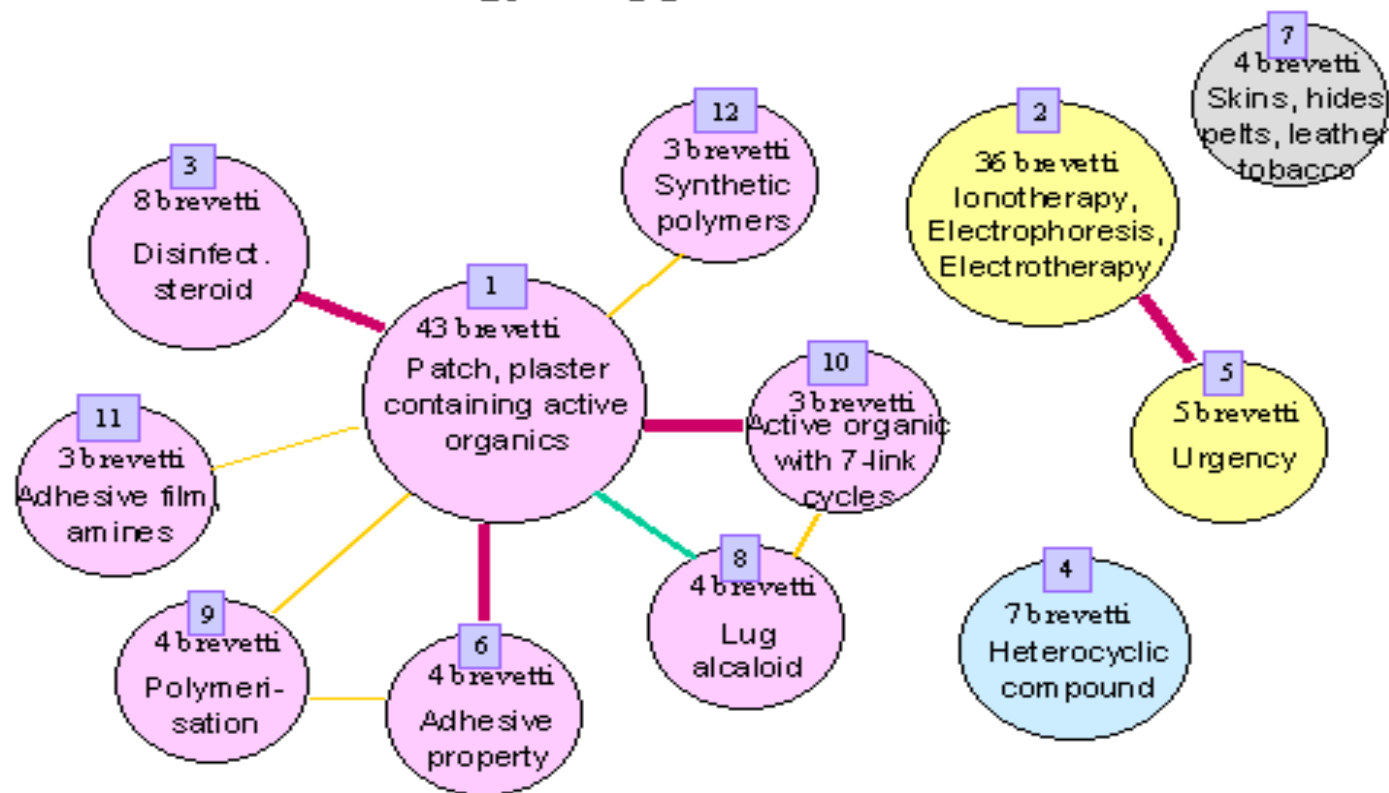 7
4 brevetti
Skins, hides
pelts, leather
tobacco
12
3 brevetti
Synthetic
polymers
2
36 brevetti
Ionotherapy,
Electrophoresis,
Electrotherapy
3
8 brevetti
Disinfect.
steroid
1
43 brevetti
Patch, plaster
containing active
organics
10
3 brevetti
Active organic
with 7-link
cycles
5
5 brevetti
Urgency
11
3 brevetti
Adhesive film,
amines
8
4 brevetti
Lug
alcaloid
4
7 brevetti
Heterocyclic
compound
9
4 brevetti
Polymeri-
sation
6
4 brevetti
Adhesive
property